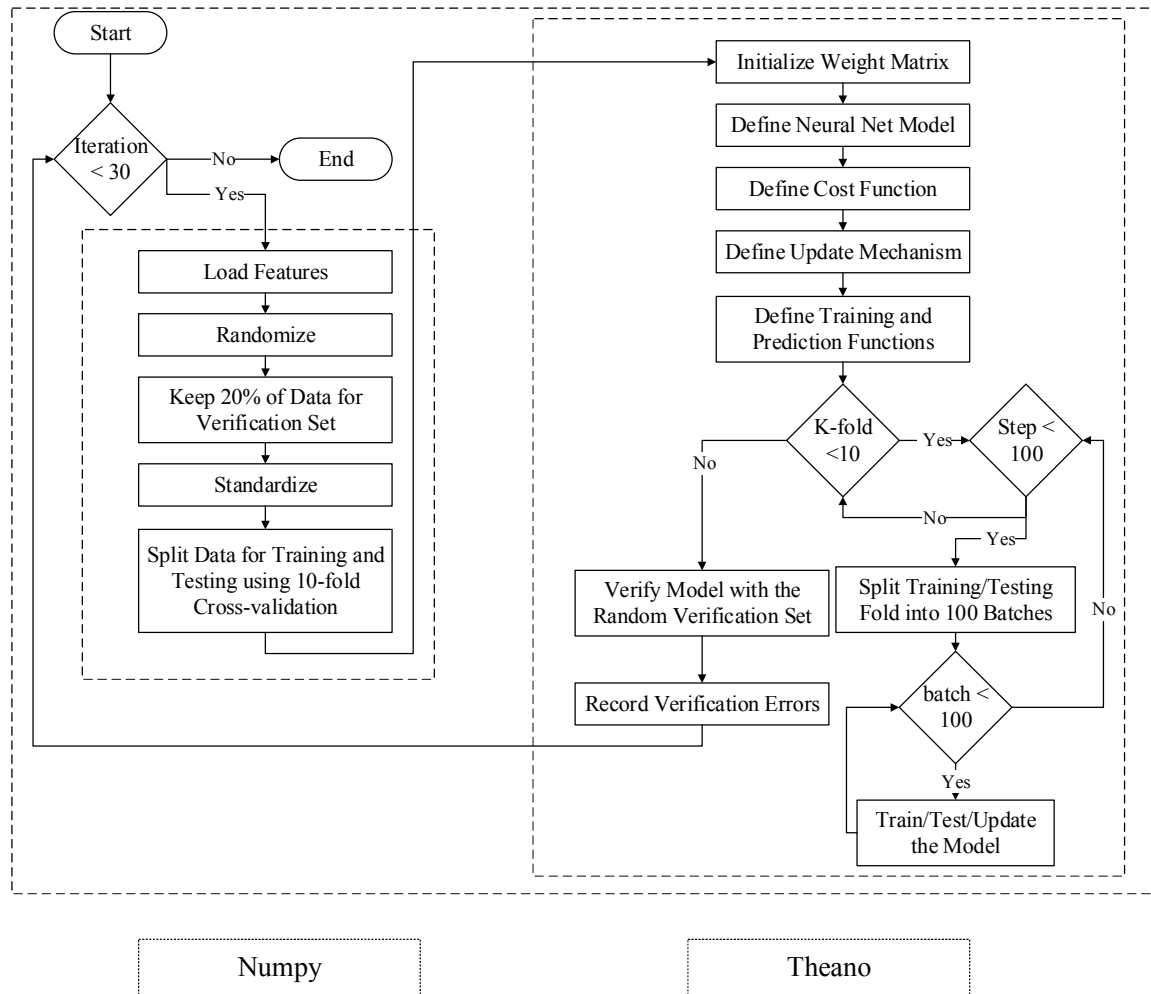 Start
Iteration
< 30
No
End
Yes
Load Features
Randomize
Keep 20% of Data for
Verification Set
Standardize
Split Data for Training and
Testing using 10-fold
Cross-validation
Initialize Weight Matrix
Define Neural Net Model
Define Cost Function
Define Update Mechanism
Define Training and
Prediction Functions
K-fold
<10
Yes
Step <
100
No
No
Yes
Verify Model with the
Random Verification Set
Split Training/Testing
Fold into 100 Batches
No
Record Verification Errors
batch <
100
Yes
Train/Test/Update
the Model
Numpy
Theano